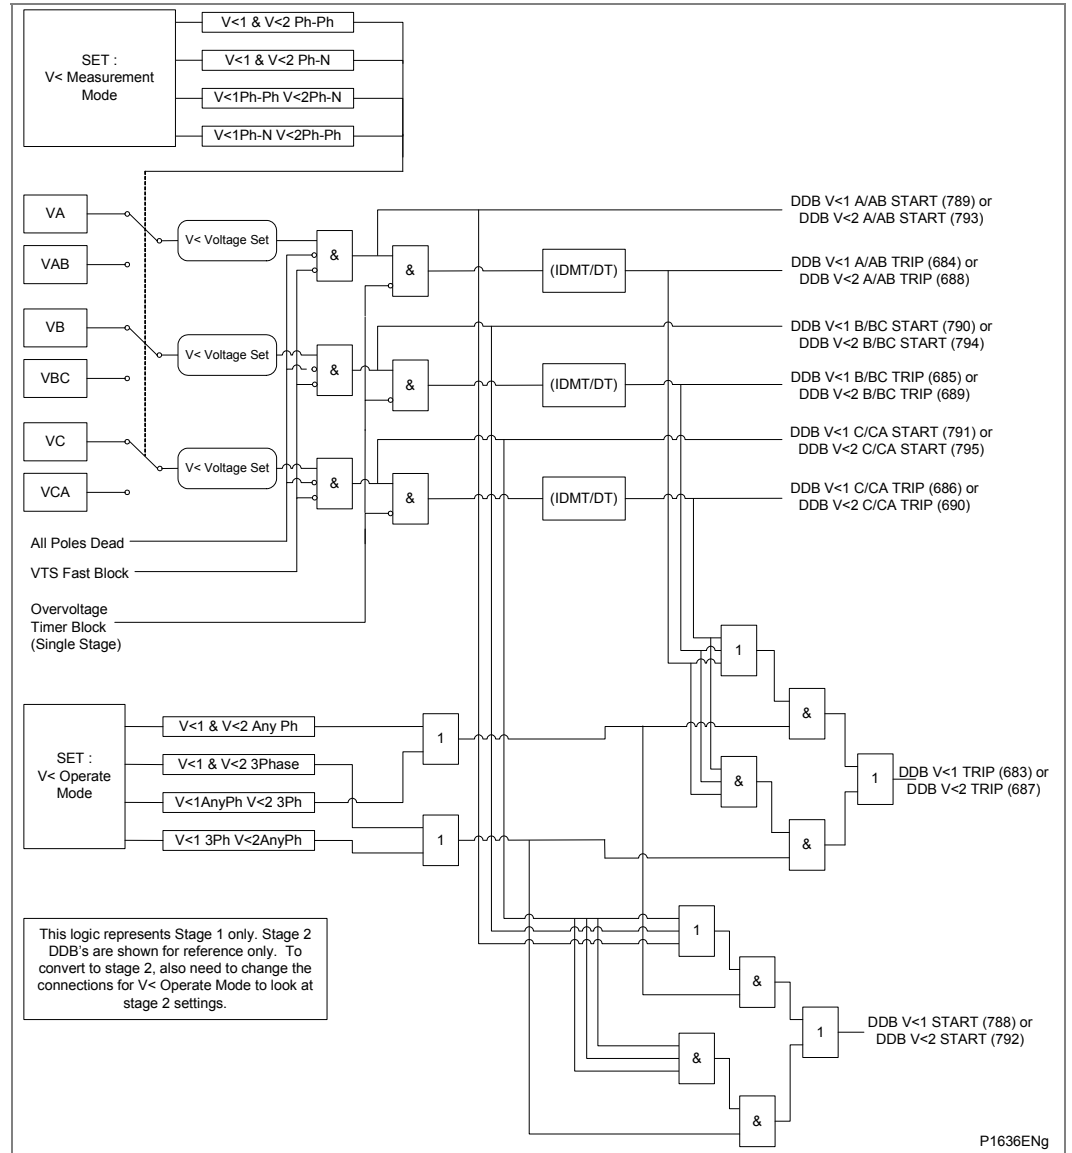 SET :
V< Measurement
Mode
V<1 & V<2 Ph-Ph
V<1 & V<2 Ph-N
V<1Ph-Ph V<2Ph-N
V<1Ph-N V<2Ph-Ph
VA
VAB
VB
VBC
VC
VCA
V< Voltage Set
V< Voltage Set
V< Voltage Set
&
&
&
&
&
&
(IDMT/DT)
(IDMT/DT)
(IDMT/DT)
DDB V<1 A/AB START (789) or
DDB V<2 A/AB START (793)
DDB V<1 A/AB TRIP (684) or
DDB V<2 A/AB TRIP (688)
DDB V<1 B/BC START (790) or
DDB V<2 B/BC START (794)
DDB V<1 B/BC TRIP (685) or
DDB V<2 B/BC TRIP (689)
DDB V<1 C/CA START (791) or
DDB V<2 C/CA START (795)
DDB V<1 C/CA TRIP (686) or
DDB V<2 C/CA TRIP (690)
All Poles Dead
VTS Fast Block
Overvoltage
Timer Block
(Single Stage)
SET :
V< Operate
Mode
V<1 & V<2 Any Ph
V<1 & V<2 3Phase
V<1AnyPh V<2 3Ph
V<1 3Ph V<2AnyPh
1
1
1
&
&
&
1
DDB V<1 TRIP (683) or
DDB V<2 TRIP (687)
This logic represents Stage 1 only. Stage 2
DDB's are shown for reference only. To
convert to stage 2, also need to change the
connections for V< Operate Mode to look at
stage 2 settings.
1
&
&
&
1
DDB V<1 START (788) or
DDB V<2 START (792)
P1636ENg